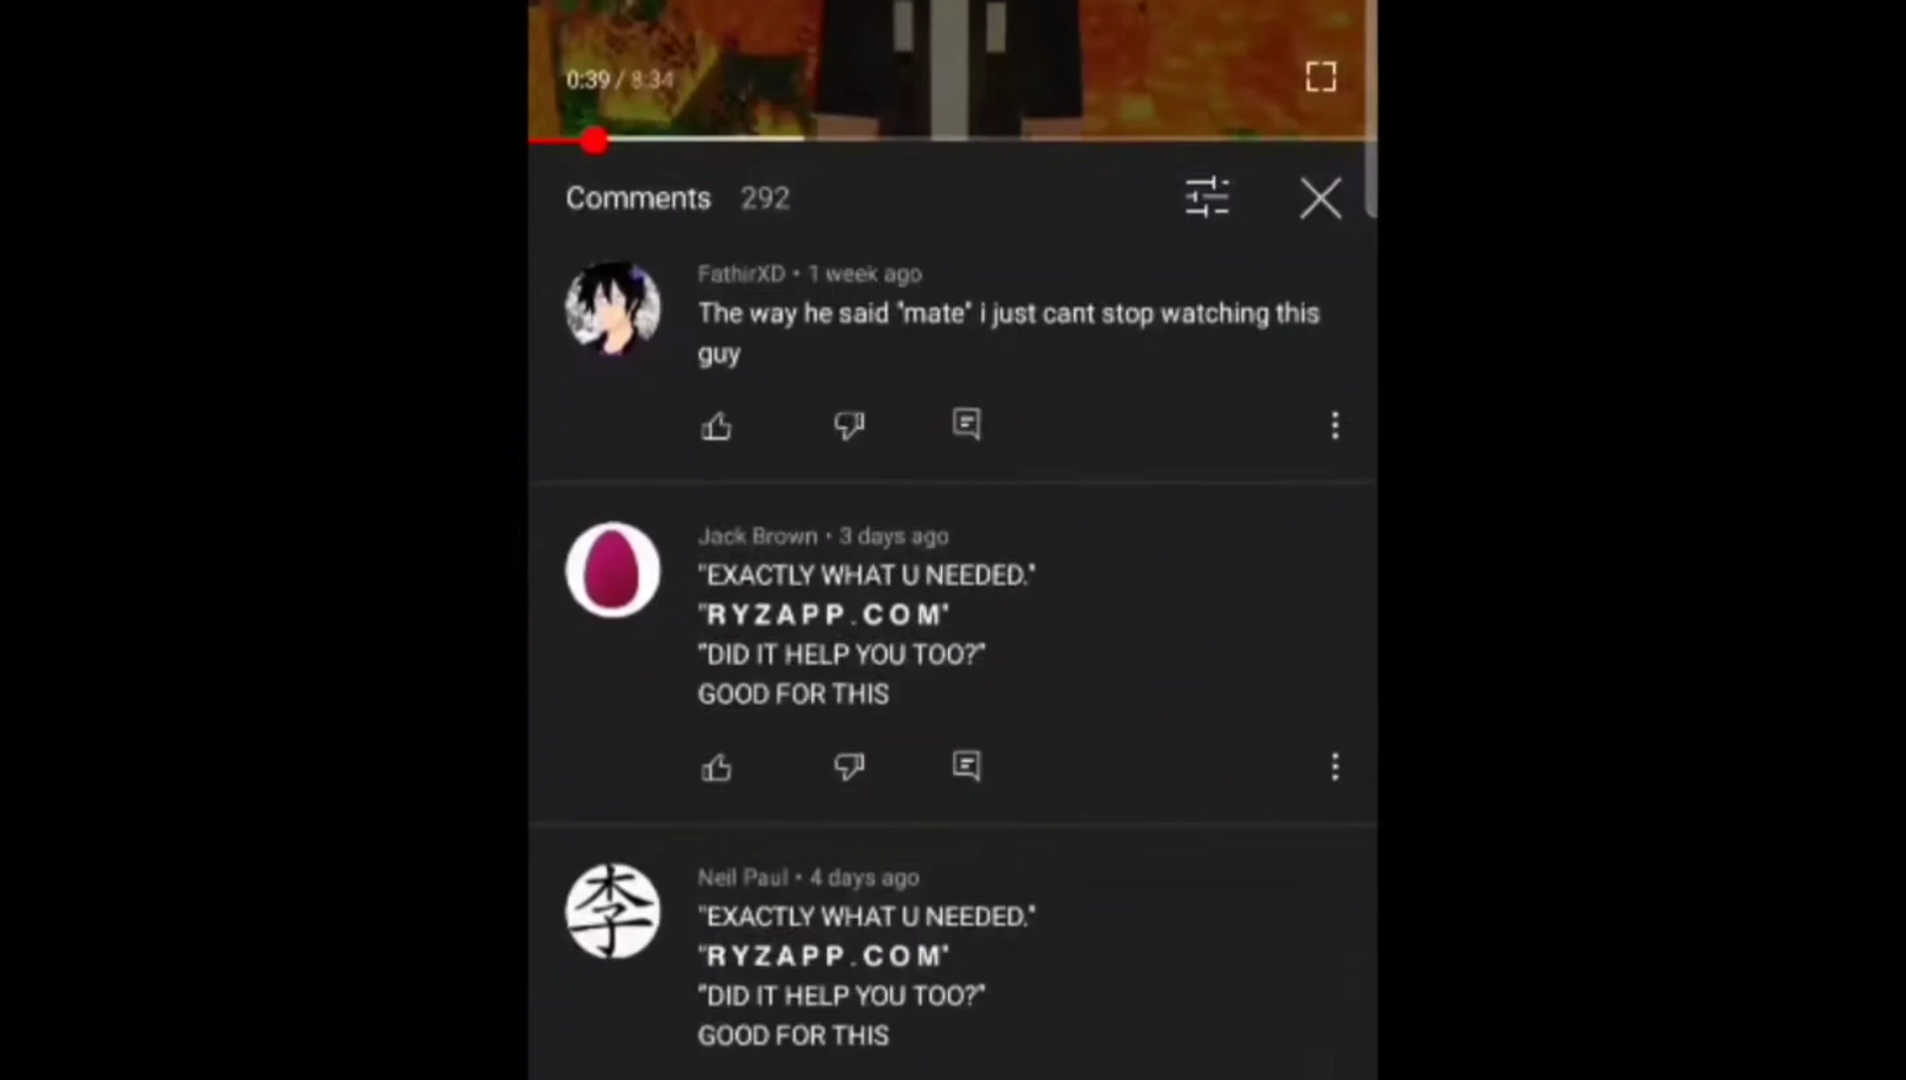 0:39 / 8:34
Comments 292
FathirXD • 1 week ago
The way he said "mate" i just cant stop watching this
guy
Jack Brown • 3 days ago
"EXACTLY WHAT U NEEDED."
"RYZAPP.COM"
"DID IT HELP YOU TOO?"
GOOD FOR THIS
李
Neil Paul • 4 days ago
"EXACTLY WHAT U NEEDED."
"RYZAPP.COM"
"DID IT HELP YOU TOO?"
GOOD FOR THIS